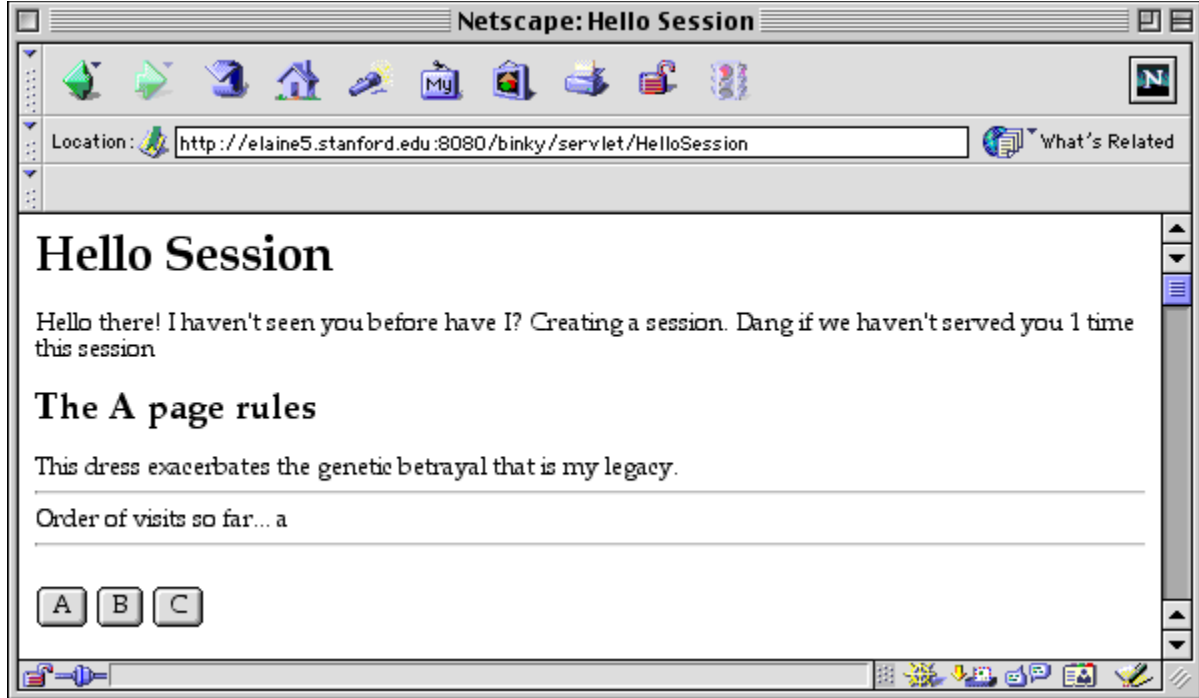 Netscape: Hello Session
My
N
Location: http://elaine5.stanford.edu:8080/binky/servlet/HelloSession What's Related
Hello Session
Hello there! I haven't seen you before have I? Creating a session. Dang if we haven't served you 1 time
this session
The A page rules
This dress exacerbates the genetic betrayal that is my legacy.
Order of visits so far... a
A B C